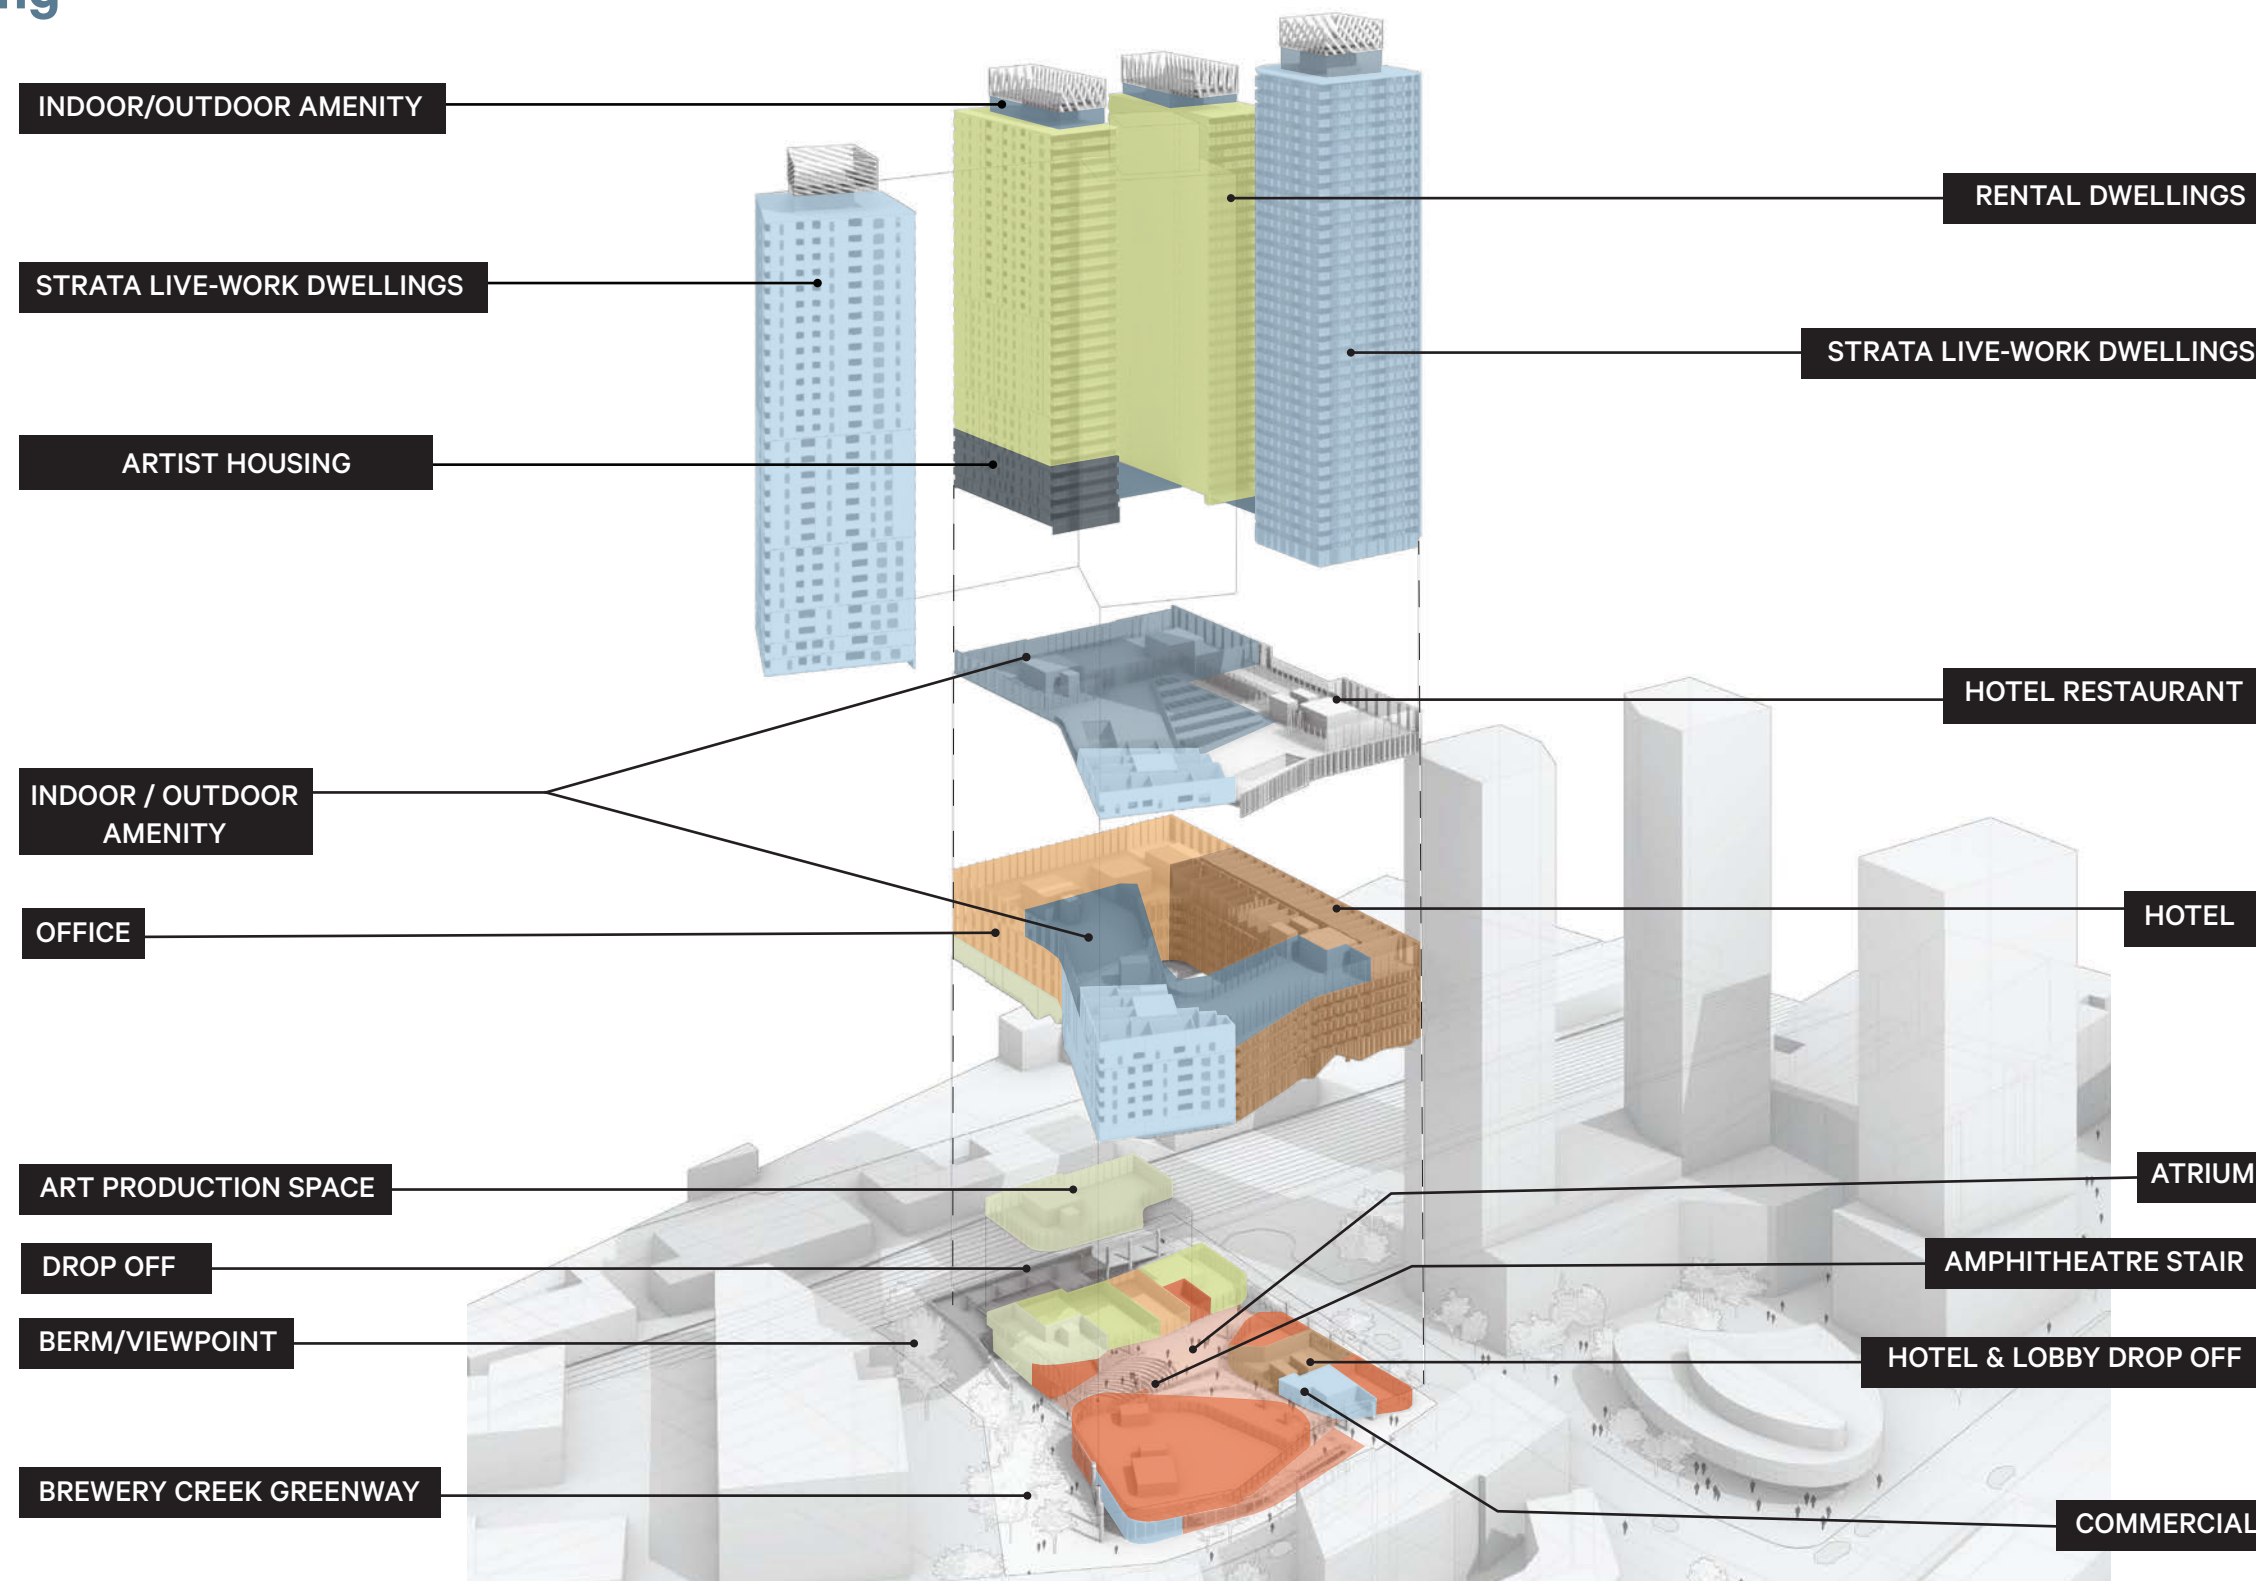 INDOOR/OUTDOOR AMENITY
STRATA LIVE-WORK DWELLINGS
ARTIST HOUSING
INDOOR / OUTDOOR
AMENITY
OFFICE
ART PRODUCTION SPACE
DROP OFF
BERM/VIEWPOINT
BREWERY CREEK GREENWAY
RENTAL DWELLINGS
STRATA LIVE-WORK DWELLINGS
HOTEL RESTAURANT
HOTEL
ATRIUM
AMPHITHEATRE STAIR
HOTEL & LOBBY DROP OFF
COMMERCIAL